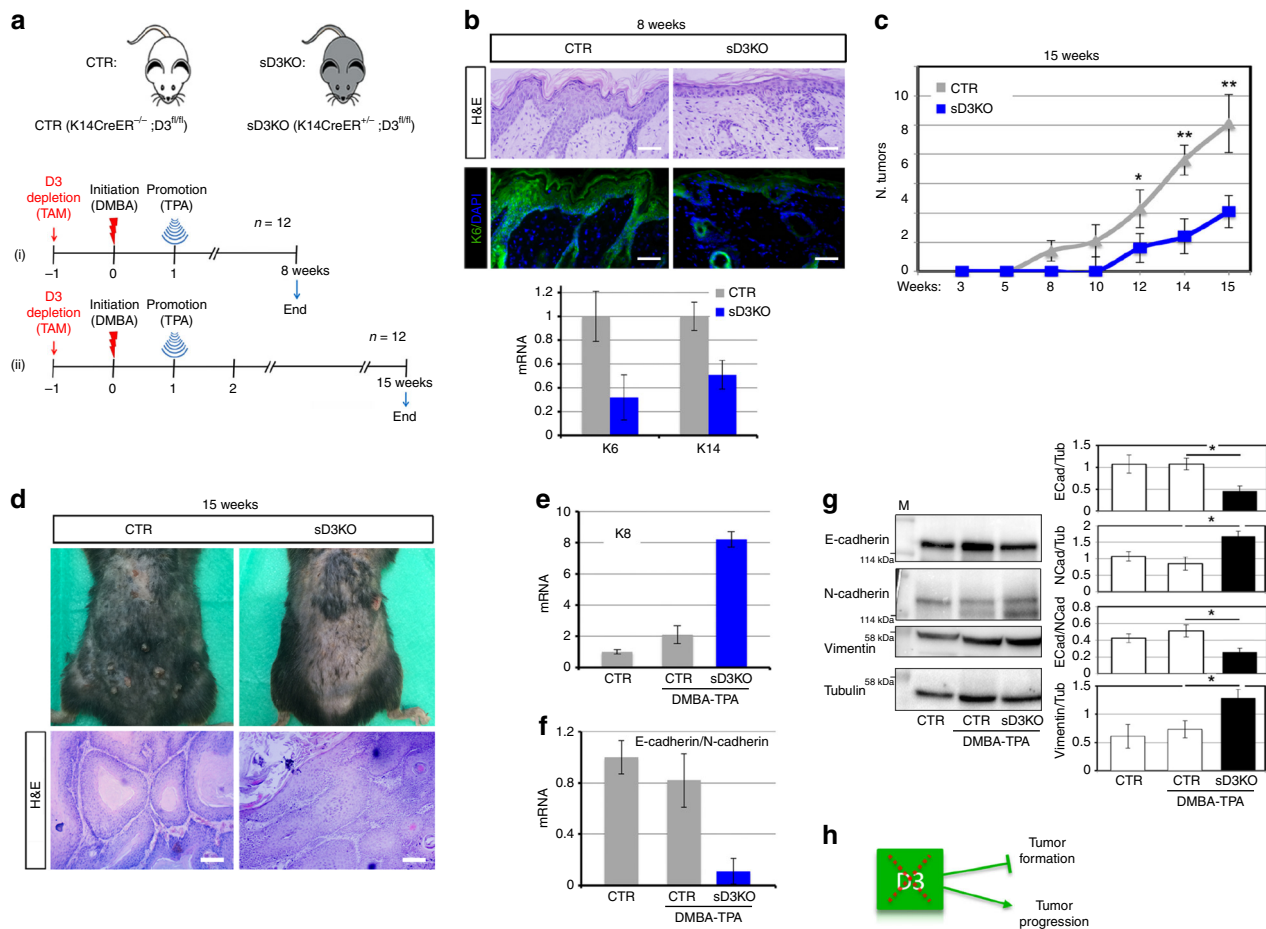 a
CTR:
sD3KO:
CTR (K14CreER–/– ;D3fl/fl)
sD3KO (K14CreER+/– ;D3fl/fl)
D3 depletion (TAM)
Initiation (DMBA)
Promotion (TPA)
n = 12
(i)
–1 0 1
8 weeks
End
D3 depletion (TAM)
Initiation (DMBA)
Promotion (TPA)
n = 12
(ii)
–1 0 1 2
15 weeks
End
b
8 weeks
CTR sD3KO
H&E
K6/DAPI
CTR
sD3KO
mRNA
1.2
1
0.8
0.6
0.2
0
K6 K14
c
15 weeks
CTR
sD3KO
N. tumors
10
8
6
4
2
0
* ** **
Weeks: 3 5 8 10 12 14 15
d
15 weeks
CTR sD3KO
H&E
e
K8
mRNA
10
8
6
4
2
0
CTR CTR sD3KO
DMBA-TPA
f
E-cadherin/N-cadherin
mRNA
1.2
0.8
0.4
0
CTR CTR sD3KO
DMBA-TPA
g
M
E-cadherin
114 kDa
N-cadherin
114 kDa
58 kDa
Vimentin
58 kDa
Tubulin
CTR CTR sD3KO
DMBA-TPA
ECad/Tub
1.5
1
0.5
0
*
NCad/Tub
2
1.5
1
0.5
0
*
ECad/NCad
0.8
0.6
0.4
0.2
0
*
Vimentin/Tub
1.5
1
0.5
0
*
CTR CTR sD3KO
DMBA-TPA
h
D3
Tumor formation
Tumor progression